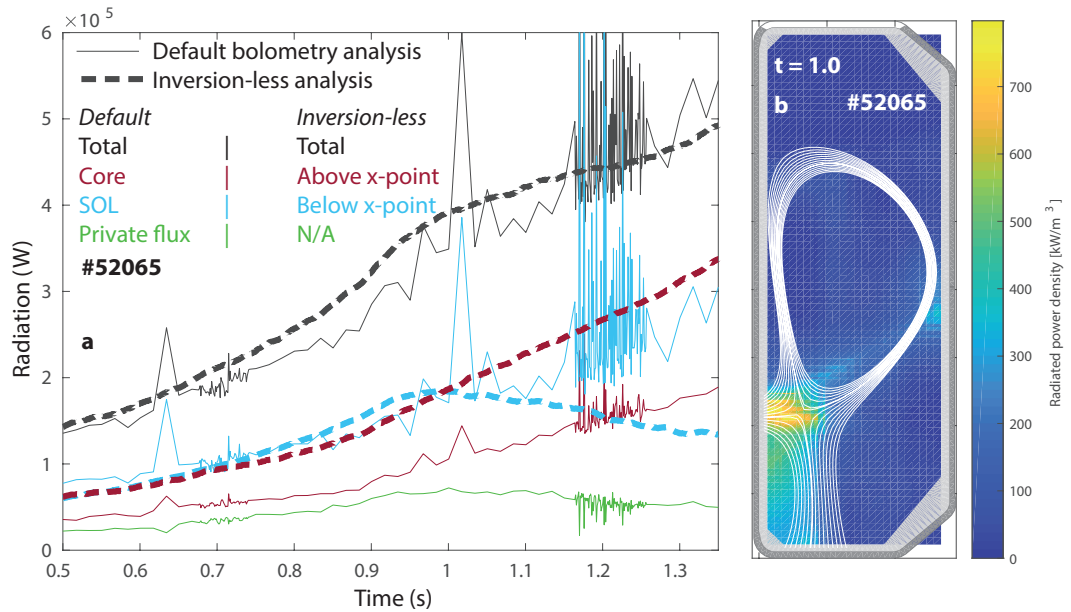 × 10⁵
6
5
4
3
2
1
0
Radiation (W)
Default bolometry analysis
Inversion-less analysis
Default Inversion-less
Total | Total
Core | Above x-point
SOL | Below x-point
Private flux | N/A
#52065
a
0.5 0.6 0.7 0.8 0.9 1 1.1 1.2 1.3
Time (s)
t = 1.0
b #52065
700
600
500
400
300
200
100
0
Radiated power density [kW/m³]